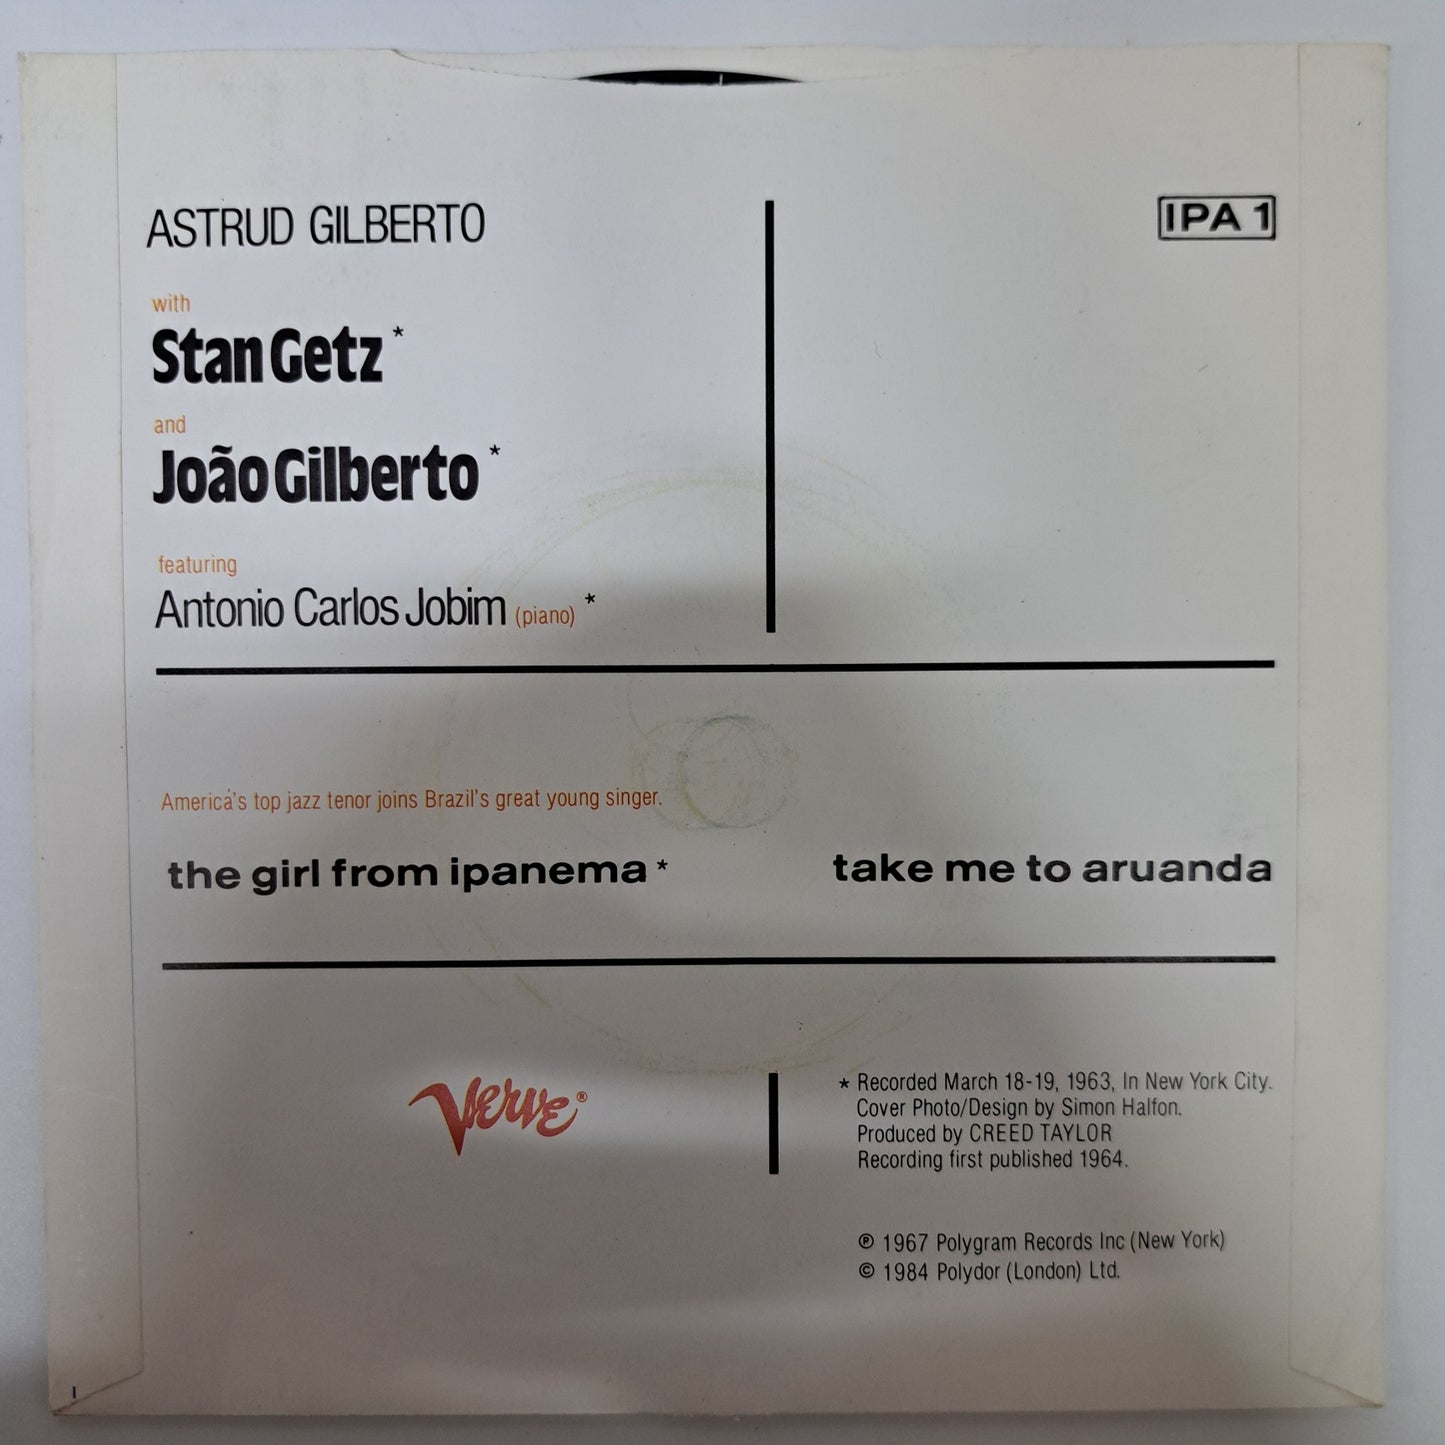 ASTRUD GILBERTO
IPA 1
with
Stan Getz *
and
João Gilberto *
featuring
Antonio Carlos Jobim (piano) *
America's top jazz tenor joins Brazil's great young singer.
the girl from ipanema *
take me to aruanda
Verve ®
* Recorded March 18-19, 1963, In New York City.
Cover Photo/Design by Simon Halfon.
Produced by CREED TAYLOR
Recording first published 1964.
℗ 1967 Polygram Records Inc (New York)
© 1984 Polydor (London) Ltd.
I